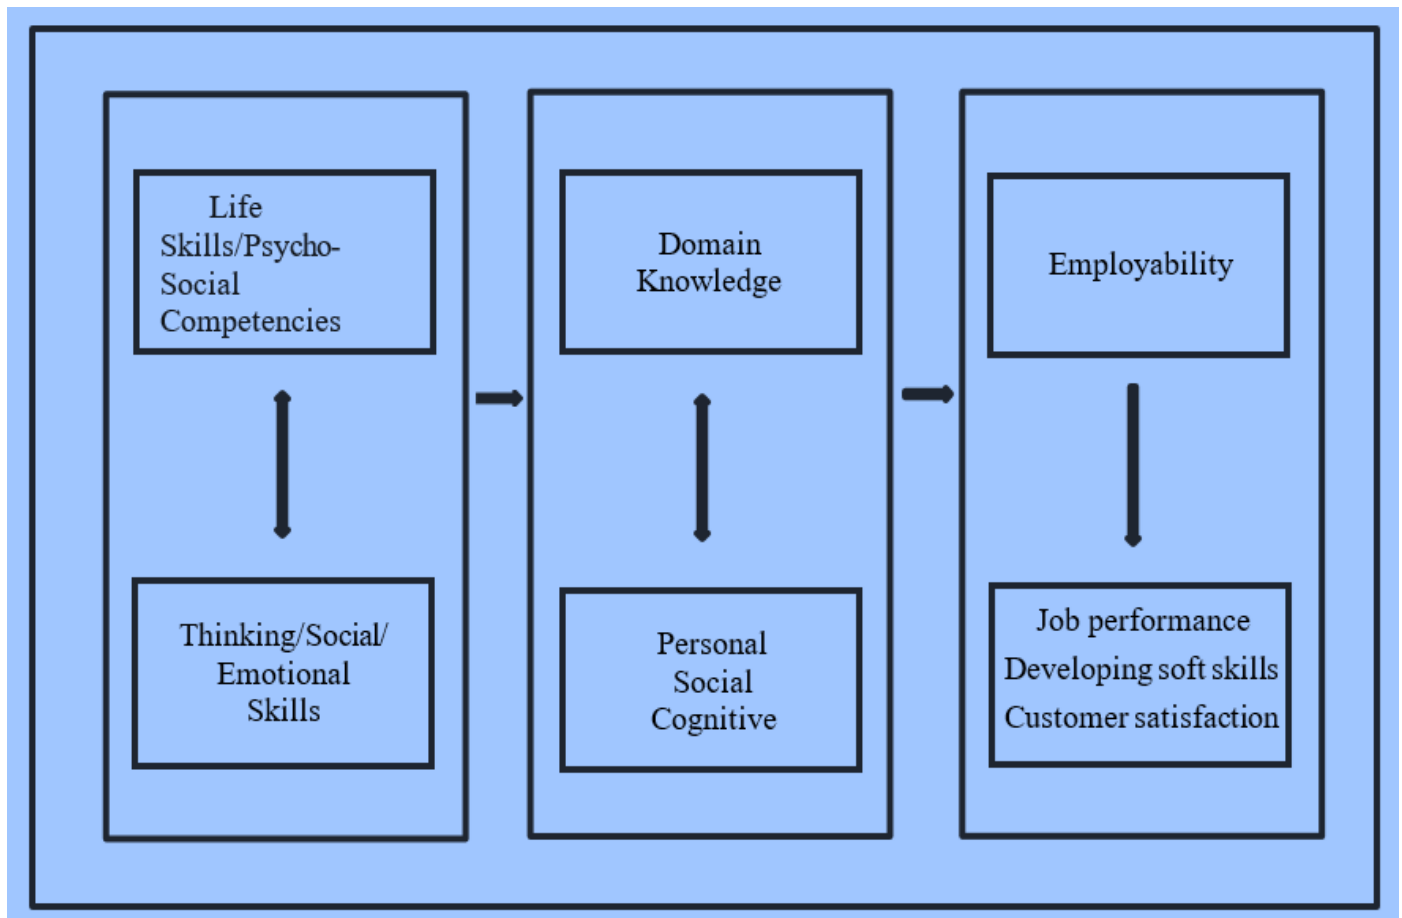 Life
Skills/Psycho-
Social
Competencies
Thinking/Social/
Emotional
Skills
Domain
Knowledge
Personal
Social
Cognitive
Employability
Job performance
Developing soft skills
Customer satisfaction